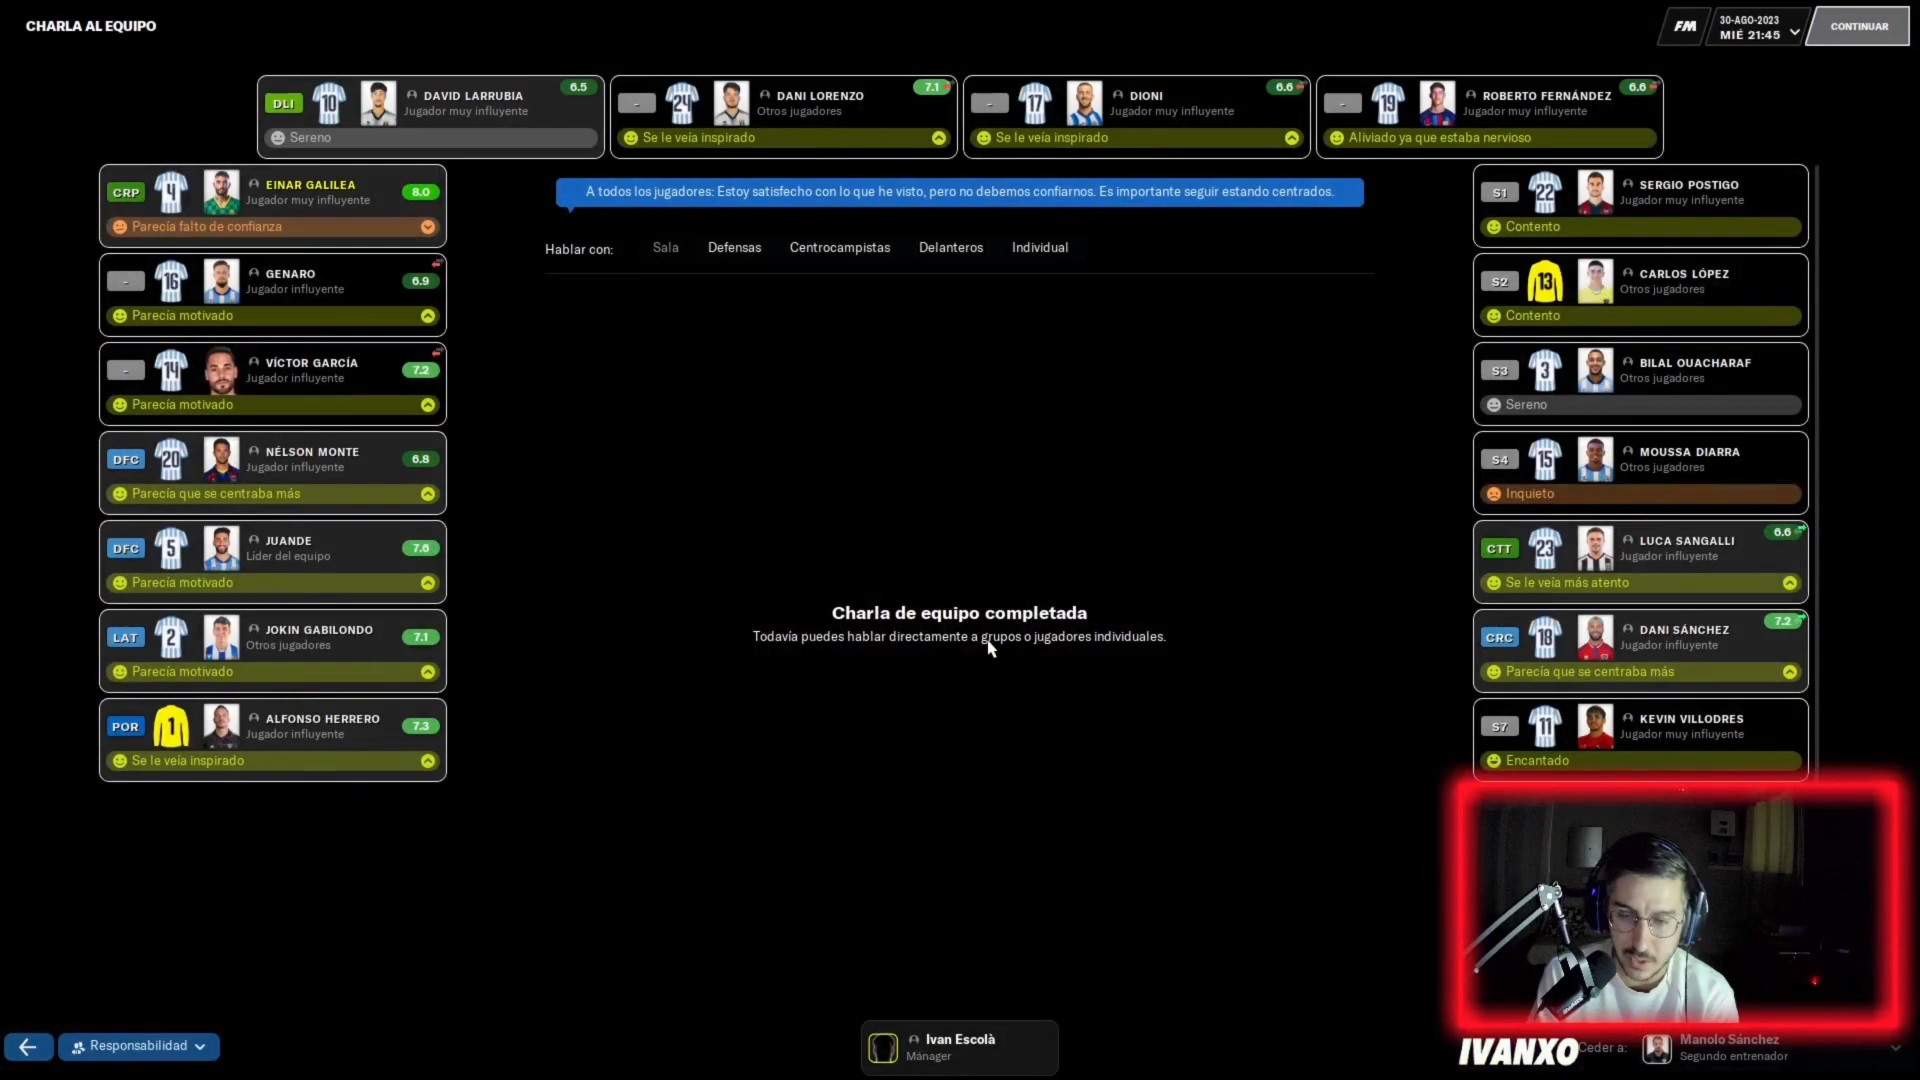 CHARLA AL EQUIPO
FM
30-AGO-2023
MIÉ 21:45
CONTINUAR
DLI
10
DAVID LARRUBIA
Jugador muy influyente
6.5
Sereno
-
24
DANI LORENZO
Otros jugadores
7.1
Se le veía inspirado
-
17
DIONI
Jugador muy influyente
6.6
Se le veía inspirado
-
19
ROBERTO FERNÁNDEZ
Jugador muy influyente
6.6
Aliviado ya que estaba nervioso
CRP
4
EINAR GALILEA
Jugador muy influyente
8.0
Parecía falto de confianza
-
16
GENARO
Jugador influyente
6.9
Parecía motivado
-
14
VÍCTOR GARCÍA
Jugador influyente
7.2
Parecía motivado
DFC
20
NÉLSON MONTE
Jugador influyente
6.8
Parecía que se centraba más
DFC
5
JUANDE
Líder del equipo
7.6
Parecía motivado
LAT
2
JOKIN GABILONDO
Otros jugadores
7.1
Parecía motivado
POR
1
ALFONSO HERRERO
Jugador influyente
7.3
Se le veía inspirado
A todos los jugadores: Estoy satisfecho con lo que he visto, pero no debemos confiarnos. Es importante seguir estando centrados.
Hablar con: Sala Defensas Centrocampistas Delanteros Individual
Charla de equipo completada
Todavía puedes hablar directamente a grupos o jugadores individuales.
S1
22
SERGIO POSTIGO
Jugador muy influyente
Contento
S2
13
CARLOS LÓPEZ
Otros jugadores
Contento
S3
3
BILAL OUACHARAF
Otros jugadores
Sereno
S4
15
MOUSSA DIARRA
Otros jugadores
Inquieto
CTT
23
LUCA SANGALLI
Jugador influyente
6.6
Se le veía más atento
CRC
18
DANI SÁNCHEZ
Jugador influyente
7.2
Parecía que se centraba más
S7
11
KEVIN VILLODRES
Jugador muy influyente
Encantado
Responsabilidad
Ivan Escolà
Mánager
IVANXO
Ceder a:
Manolo Sánchez
Segundo entrenador